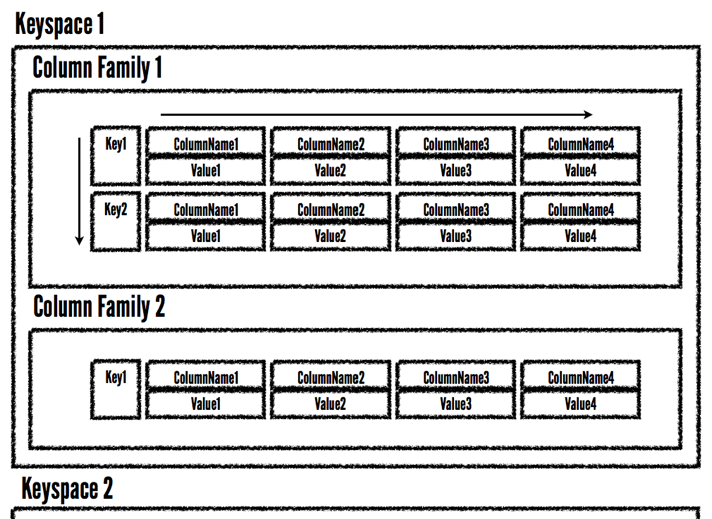 Keyspace 1
Column Family 1
Key1 ColumnName1 ColumnName2 ColumnName3 ColumnName4
Value1 Value2 Value3 Value4
Key2 ColumnName1 ColumnName2 ColumnName3 ColumnName4
Value1 Value2 Value3 Value4
Column Family 2
Key1 ColumnName1 ColumnName2 ColumnName3 ColumnName4
Value1 Value2 Value3 Value4
Keyspace 2